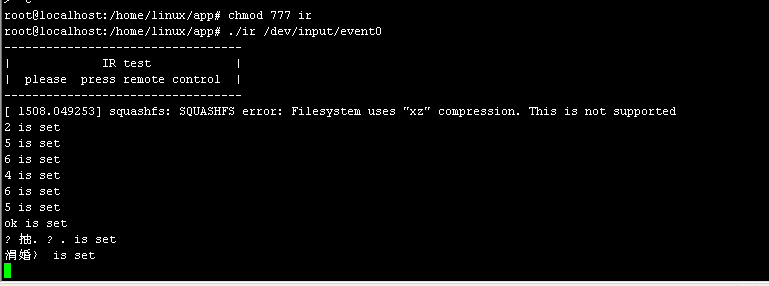 root@localhost:/home/linux/app# chmod 777 ir
root@localhost:/home/linux/app# ./ir /dev/input/event0
----------------------------------
|             IR test            |
|  please  press remote control  |
----------------------------------
[ 1508.049253] squashfs: SQUASHFS error: Filesystem uses "xz" compression. This is not supported
2 is set
5 is set
6 is set
4 is set
6 is set
5 is set
ok is set
? 抽. ? . is set
is set